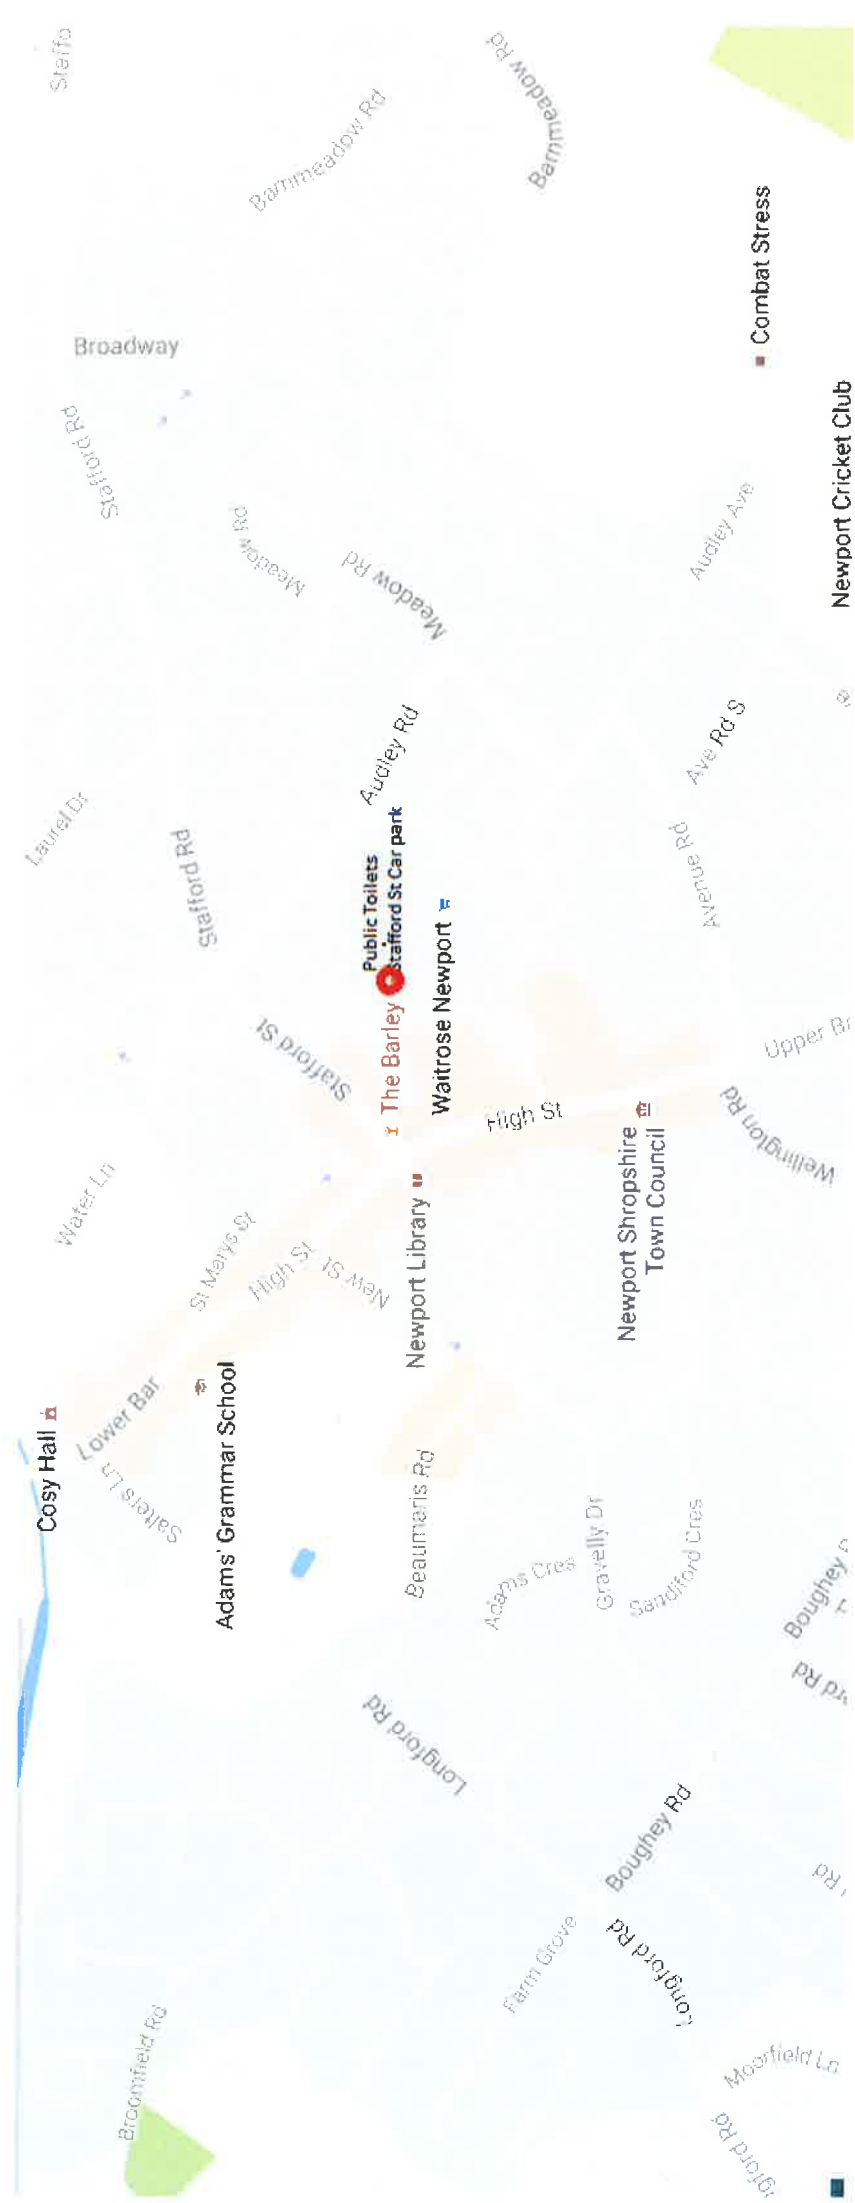 Broomfield Rd
Moorfield Ln
Farm Grove
Longford Rd
Boughey Rd
Longford Rd
Cosy Hall
Lower Bar
Salters Ln
Adams' Grammar School
Beaumaris Rd
Adams Cres
Gravelly Dr
Sandiford Cres
Boughey
Water Ln
St Marys St
High St
New St
Newport Library
Newport Shropshire
Town Council
Stafford St
The Barley
Public Toilets
Stafford St Car park
Waitrose Newport
High St
Wellington Rd
Upper
Laurel Dr
Stafford Rd
Audley Rd
Avenue Rd
Ave Rd S
Stafford Rd
Broadway
Meadow Rd
Meadow Rd
Audley Ave
Newport Cricket Club
Combat Stress
Barnmeadow Rd
Barnmeadow Rd
Staffo